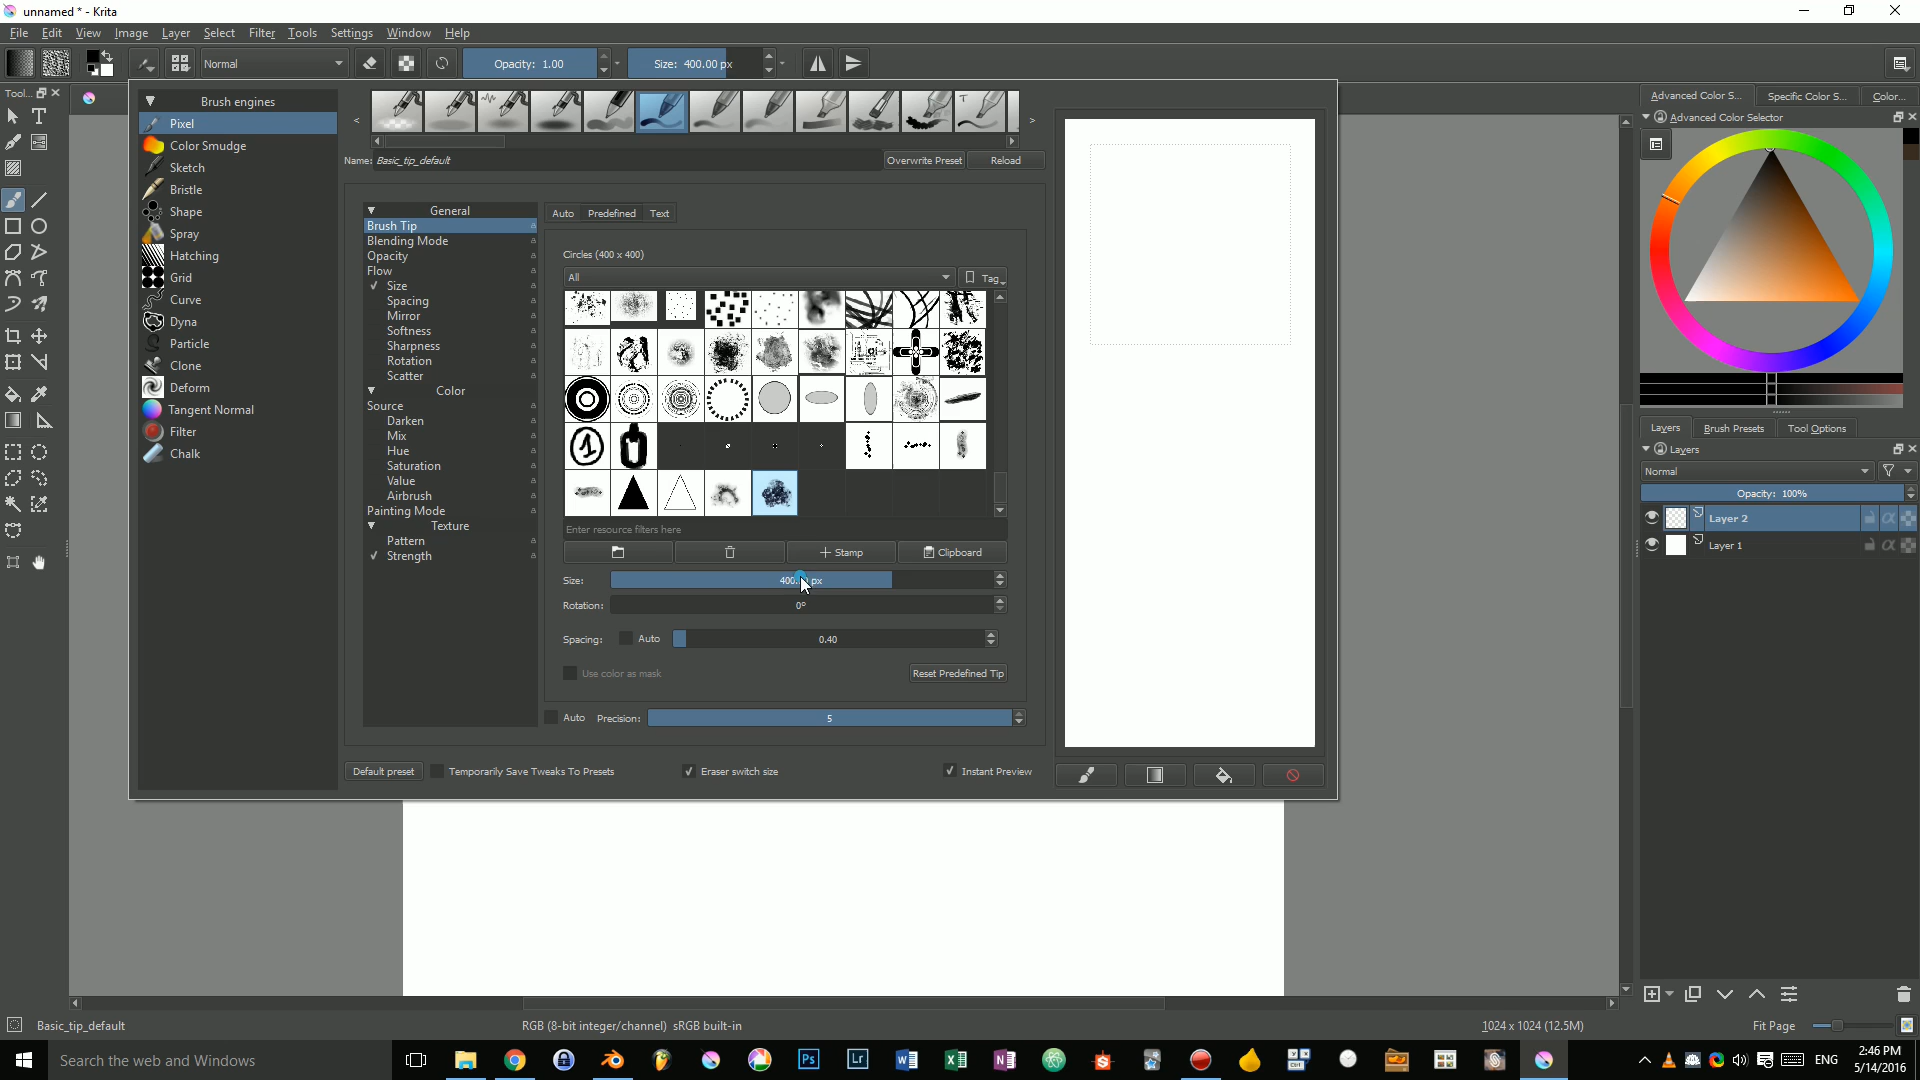 unnamed * - Krita
File Edit View Image Layer Select Filter Tools Settings Window Help
Normal Opacity: 1.00 Size: 400.00 px
Tool...
Brush engines
Pixel
Color Smudge
Sketch
Bristle
Shape
Spray
Hatching
Grid
Curve
Dyna
Particle
Clone
Deform
Tangent Normal
Filter
Chalk
Name: Basic_tip_default Overwrite Preset Reload
General
Brush Tip
Blending Mode
Opacity
Flow
Size
Spacing
Mirror
Softness
Sharpness
Rotation
Scatter
Color
Source
Darken
Mix
Hue
Saturation
Value
Airbrush
Painting Mode
Texture
Pattern
Strength
Auto Predefined Text
Circles (400 x 400)
All Tag
Enter resource filters here
Stamp Clipboard
Size: px
Rotation: 0º
Spacing: Auto 0.40
Use color as mask Reset Predefined Tip
Auto Precision: 5
Default preset Temporarily Save Tweaks To Presets Eraser switch size Instant Preview
Advanced Color S... Specific Color S... Color...
Advanced Color Selector
Layers Brush Presets Tool Options
Layers
Normal
Opacity: 100%
Layer 2
Layer 1
Basic_tip_default RGB (8-bit integer/channel) sRGB built-in 1024 x 1024 (12.5M) Fit Page
Search the web and Windows
Ps Lr
ENG
2:46 PM
5/14/2016